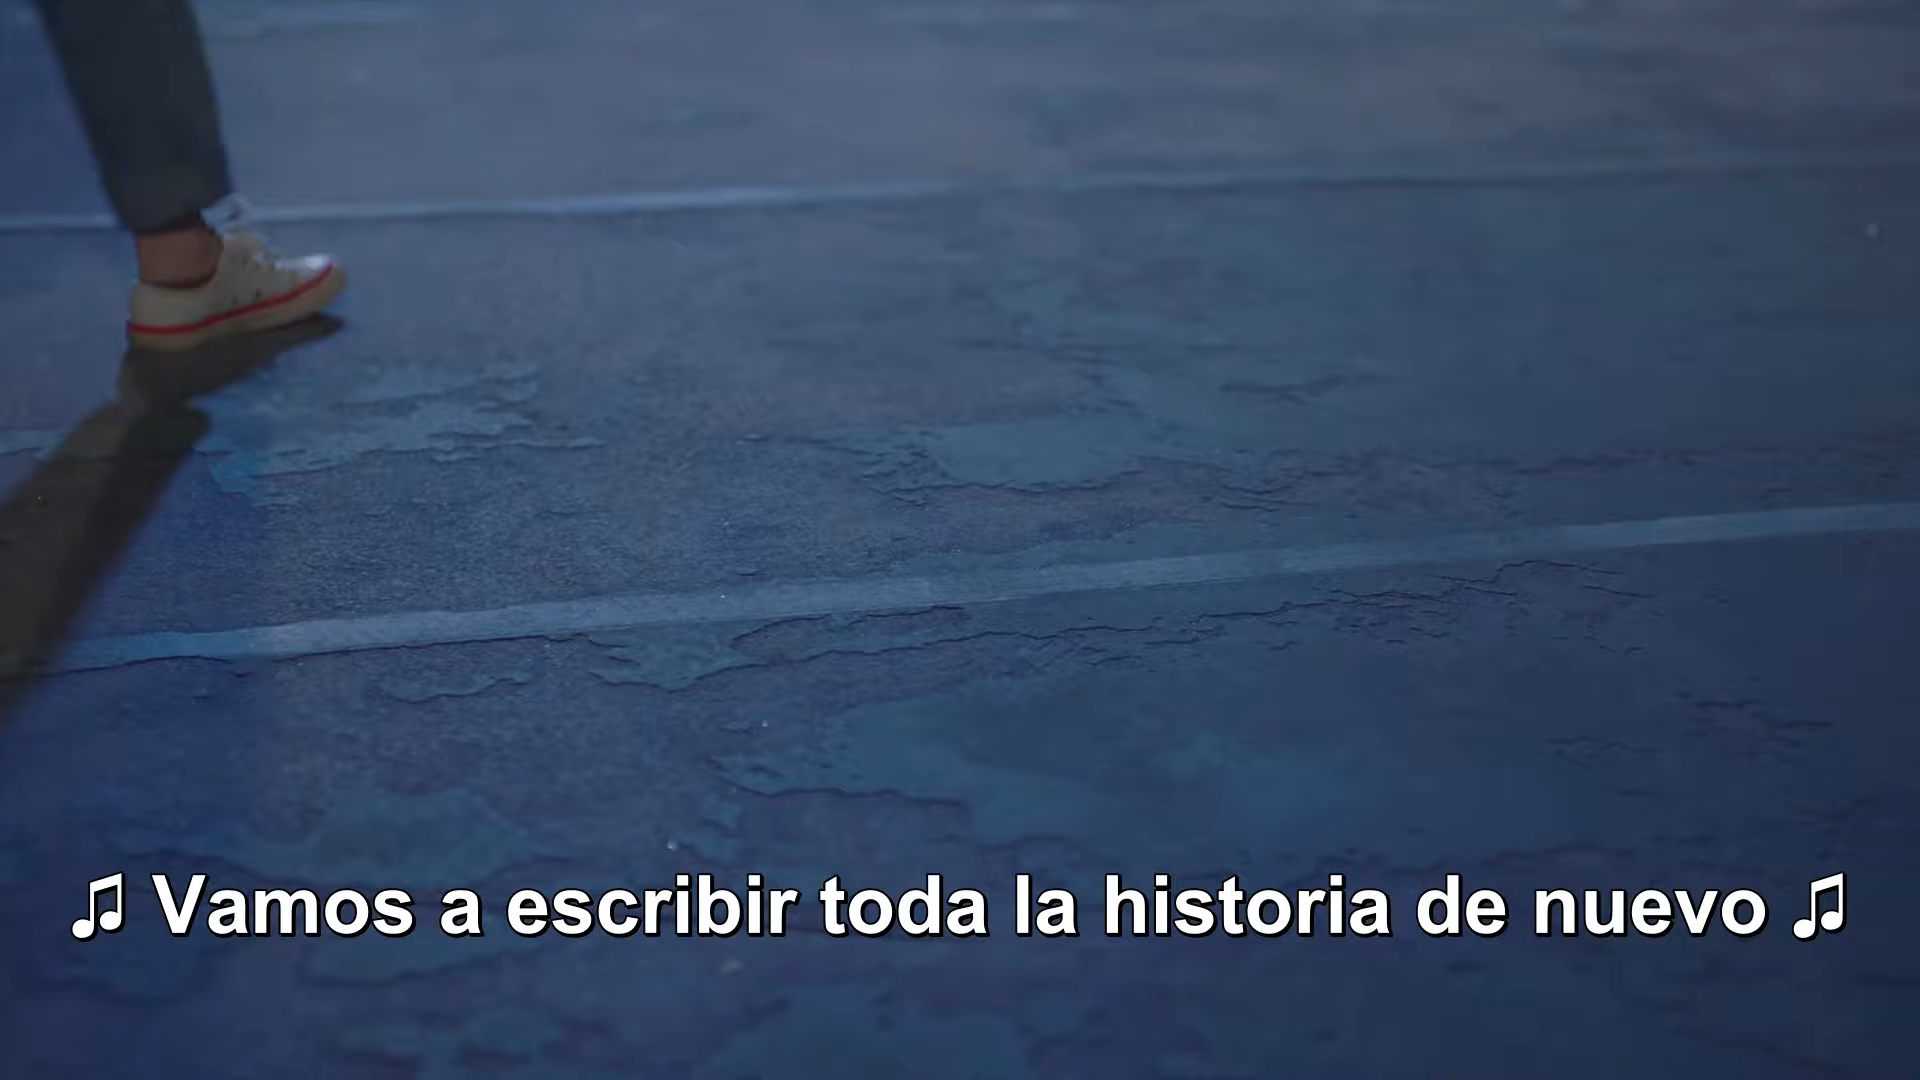 ♫ Vamos a escribir toda la historia de nuevo ♫